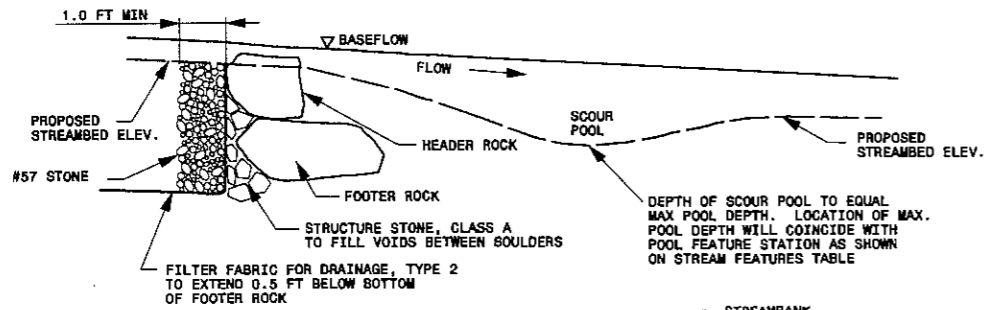 1.0 FT MIN
BASEFLOW
FLOW
PROPOSED
STREAMBED ELEV.
SCOUR
POOL
HEADER ROCK
PROPOSED
STREAMBED ELEV.
#57 STONE
FOOTER ROCK
DEPTH OF SCOUR POOL TO EQUAL
MAX POOL DEPTH. LOCATION OF MAX.
POOL DEPTH WILL COINCIDE WITH
POOL FEATURE STATION AS SHOWN
ON STREAM FEATURES TABLE
STRUCTURE STONE, CLASS A
TO FILL VOIDS BETWEEN BOULDERS
FILTER FABRIC FOR DRAINAGE, TYPE 2
TO EXTEND 0.5 FT BELOW BOTTOM
OF FOOTER ROCK
STREAMBANK